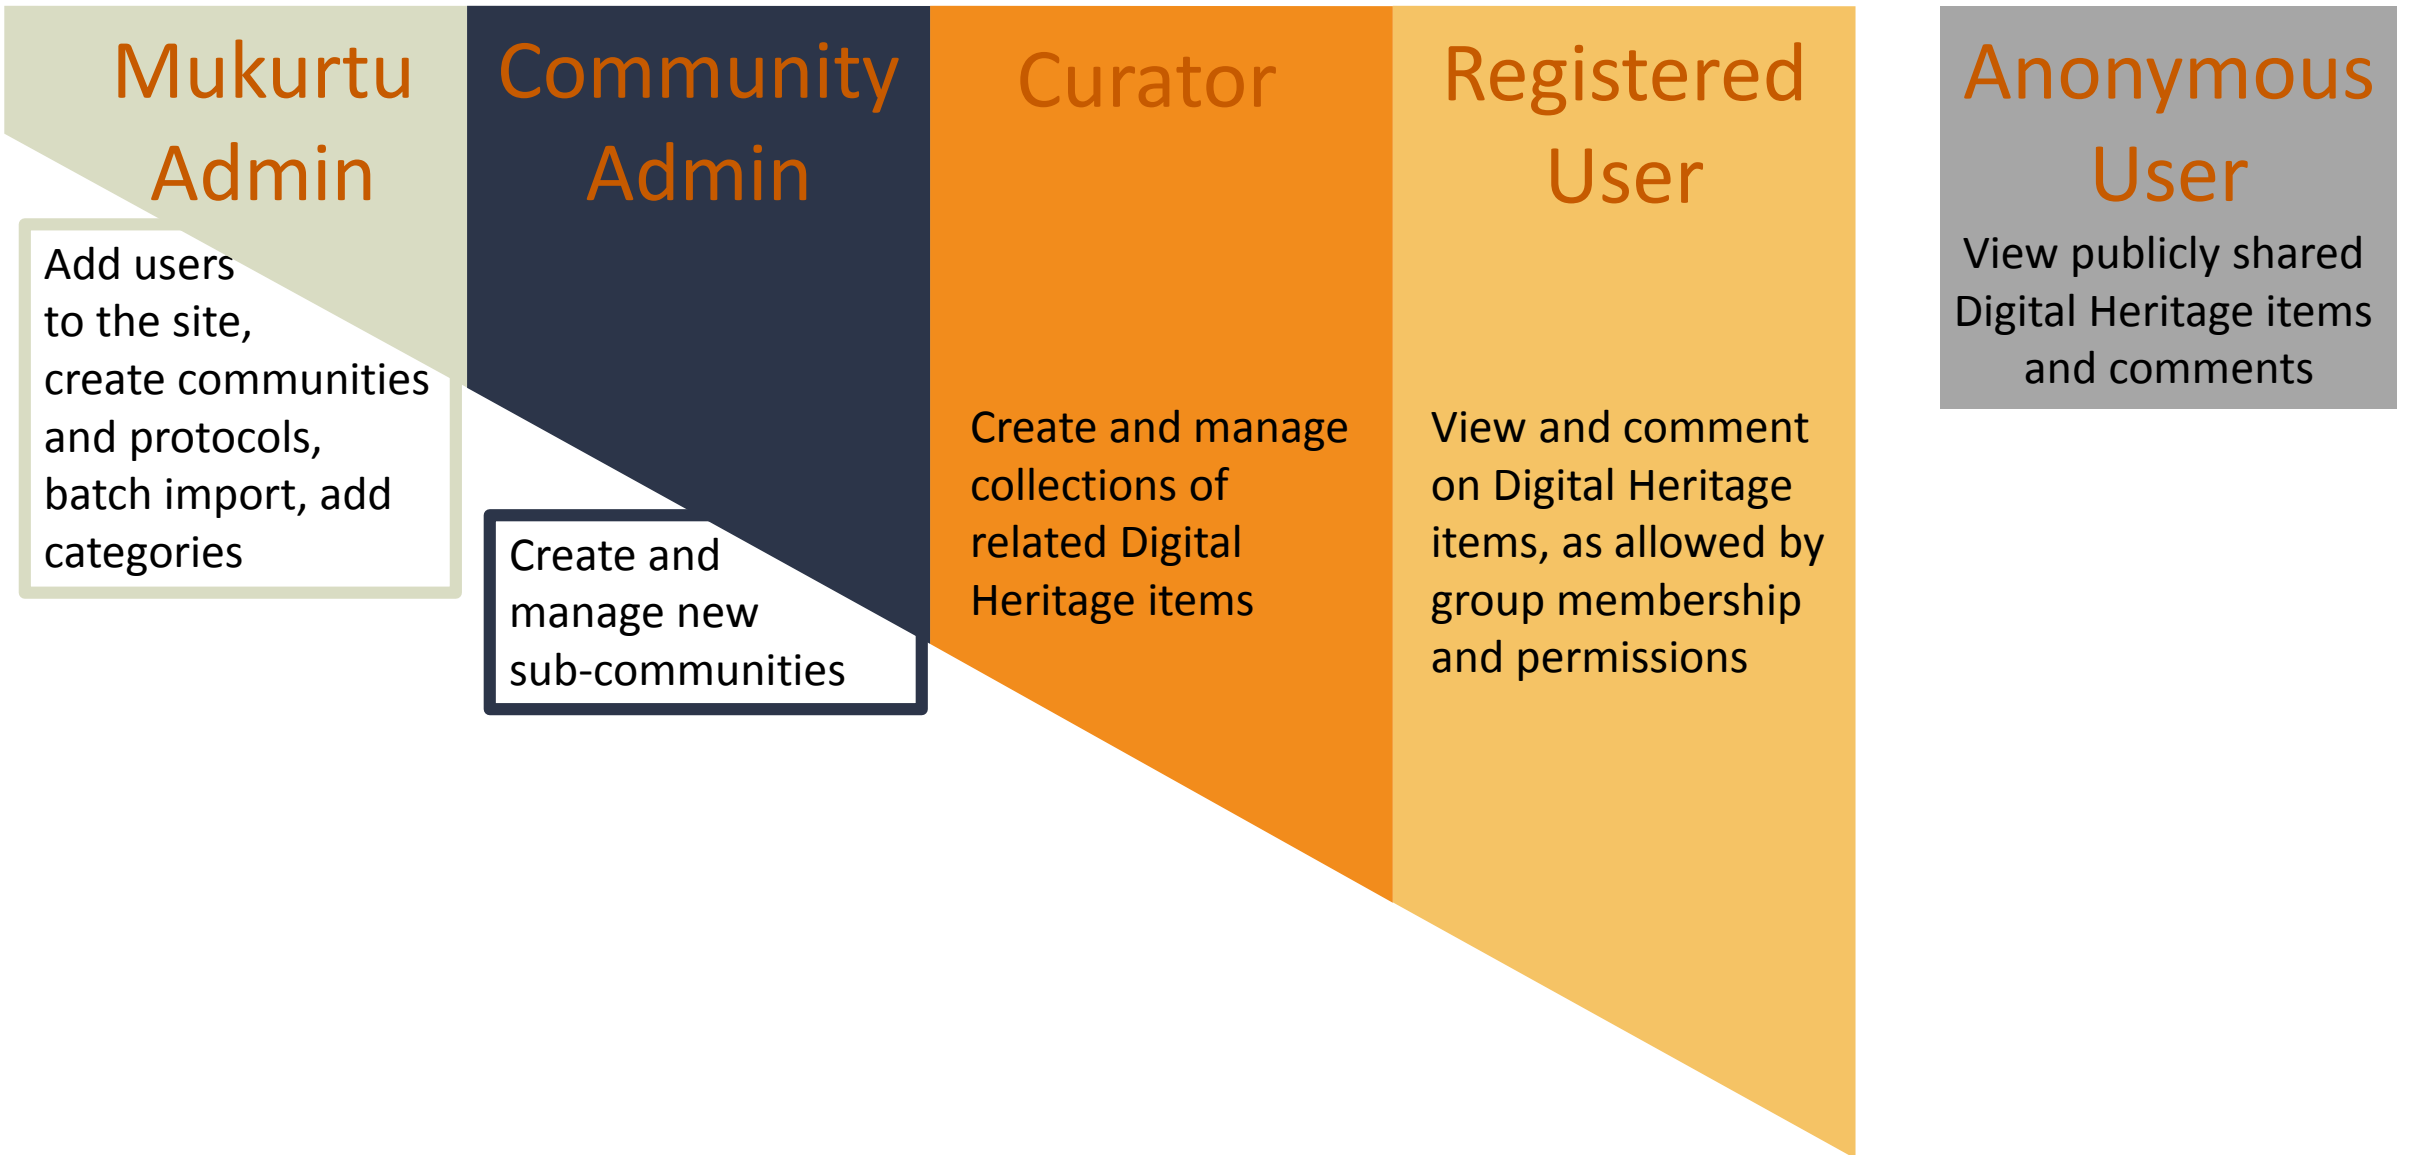 Mukurtu
Admin
Add users
to the site,
create communities
and protocols,
batch import, add
categories
Community
Admin
Create and
manage new
sub-communities
Curator
Create and manage
collections of
related Digital
Heritage items
Registered
User
View and comment
on Digital Heritage
items, as allowed by
group membership
and permissions
Anonymous
User
View publicly shared
Digital Heritage items
and comments